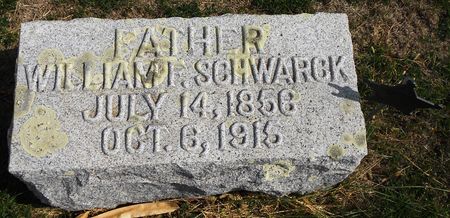 FATHER
WILLIAM F. SCHWARCK
JULY 14, 1856
OCT. 6, 1915